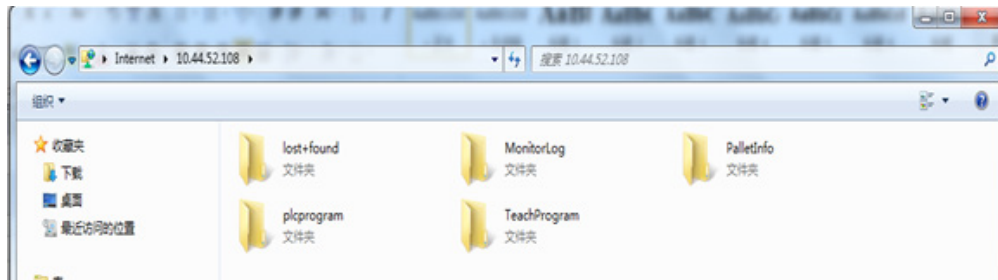 Internet ▸ 10.44.52.108 ▸
搜索 10.44.52.108
组织
收藏夹
下载
桌面
最近访问的位置
库
lost+found
文件夹
MonitorLog
文件夹
PalletInfo
文件夹
plcprogram
文件夹
TeachProgram
文件夹